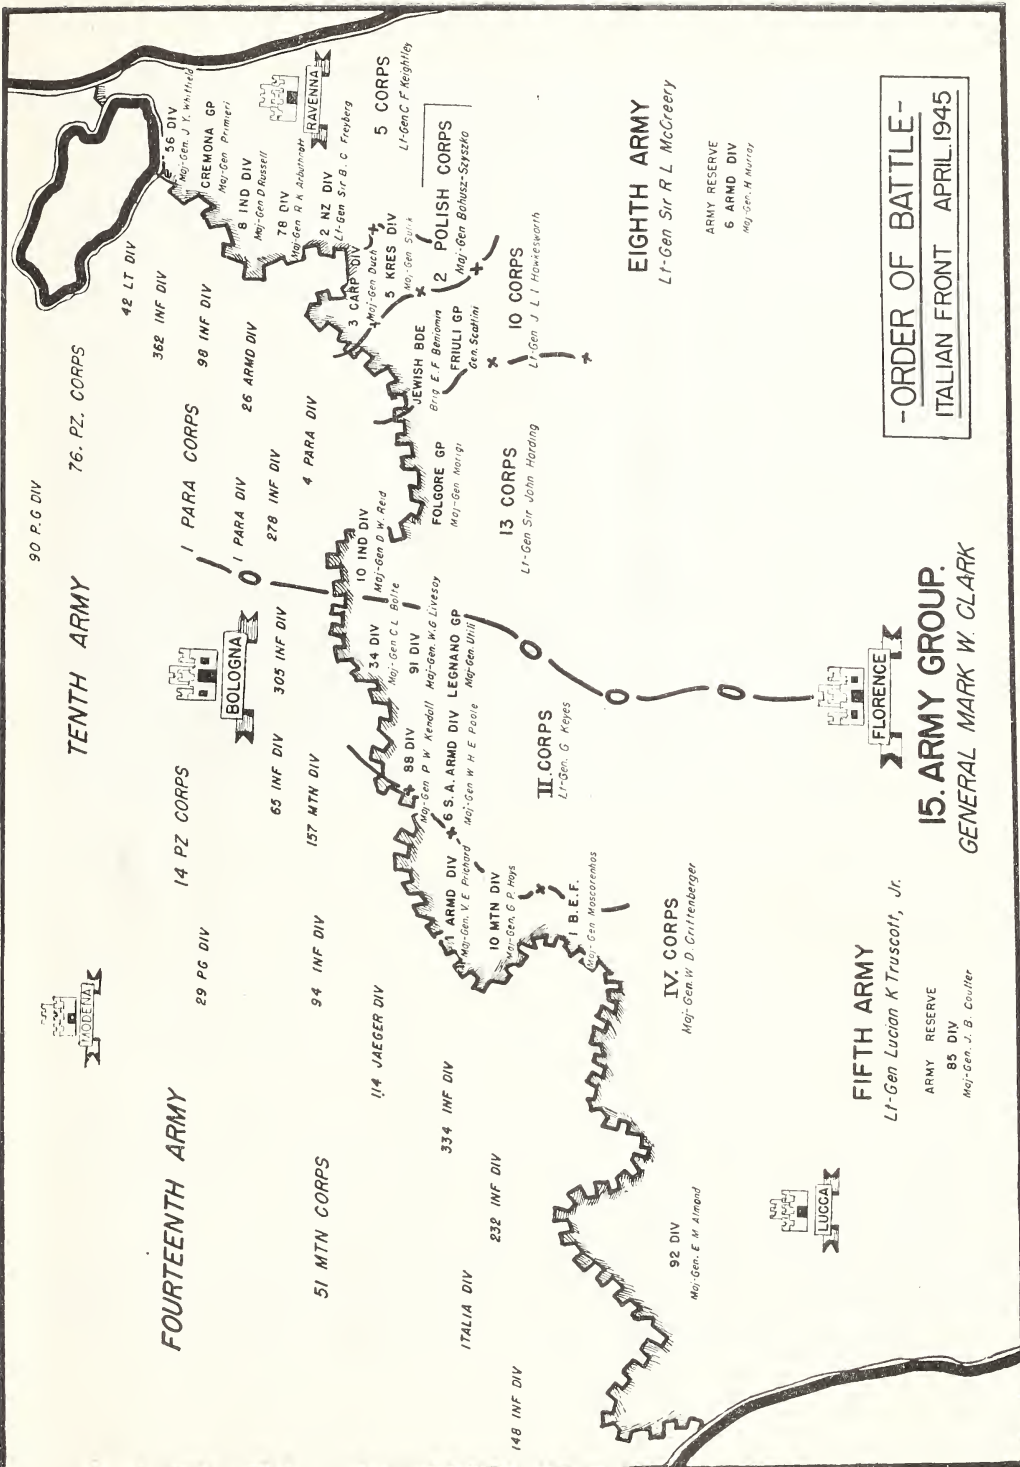 -ORDER OF BATTLE-
ITALIAN FRONT APRIL.1945
FOURTEENTH ARMY
TENTH ARMY
90 P.G DIV
76. PZ. CORPS
42 LT DIV
362 INF DIV
98 INF DIV
1 PARA CORPS
26 ARMD DIV
1 PARA DIV
278 INF DIV
4 PARA DIV
MODENA
14 PZ CORPS
29 PG DIV
BOLOGNA
305 INF DIV
65 INF DIV
157 MTN DIV
94 INF DIV
51 MTN CORPS
114 JAEGER DIV
334 INF DIV
232 INF DIV
ITALIA DIV
148 INF DIV
56 DIV
Maj-Gen. J Y. Whitfield
CREMONA GP
Maj-Gen Primieri
8 IND DIV
Maj-Gen D Russell
78 DIV
Maj-Gen R K Arbuthnott
2 NZ DIV
Lt-Gen Sir B. C Freyberg
RAVENNA
5 CORPS
Lt-Gen C F Keightley
3 CARP DIV
Maj-Gen Duch
5 KRES DIV
Maj-Gen Sulik
2 POLISH CORPS
Maj-Gen Bohusz-Szyszko
JEWISH BDE
Brig E.F Benjamin
FRIULI GP
Gen. Scattini
10 CORPS
Lt-Gen J L I Hawkesworth
FOLGORE GP
Maj-Gen Morigi
10 IND DIV
Maj-Gen D W. Reid
13 CORPS
Lt-Gen Sir John Harding
EIGHTH ARMY
Lt-Gen Sir R L McCreery
ARMY RESERVE
6 ARMD DIV
Maj-Gen. H Murray
34 DIV
Maj-Gen C L Bolte
91 DIV
Maj-Gen. W.G Livesay
LEGNANO GP
Maj-Gen. Utili
88 DIV
Maj-Gen P W Kendall
6 S.A. ARMD DIV
Maj-Gen W H E Poole
II. CORPS
Lt-Gen. G Keyes
1 ARMD DIV
Maj-Gen. V.E Prichard
10 MTN DIV
Maj-Gen. G P. Hays
1 B.E.F.
Maj-Gen Mascarenhas
IV. CORPS
Maj-Gen. W D. Crittenberger
92 DIV
Maj-Gen. E M Almond
LUCCA
FIFTH ARMY
Lt-Gen Lucian K Truscott, Jr.
ARMY RESERVE
85 DIV
Maj-Gen. J. B. Coulter
FLORENCE
15. ARMY GROUP.
GENERAL MARK W. CLARK